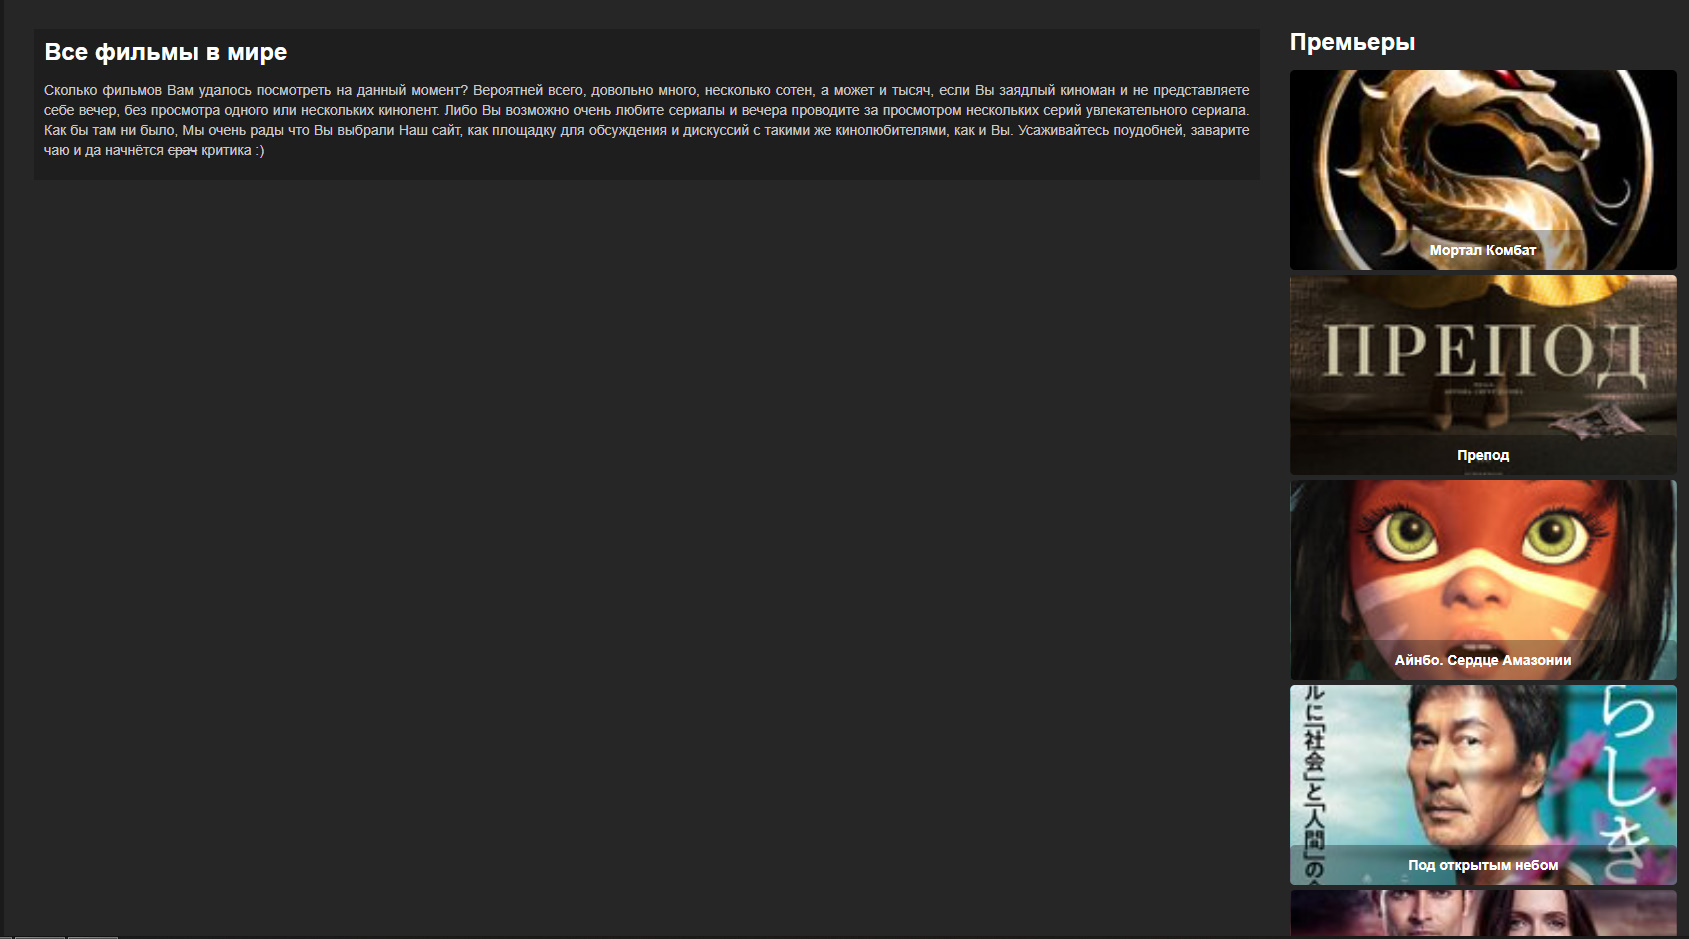 Все фильмы в мире
Сколько фильмов Вам удалось посмотреть на данный момент? Вероятней всего, довольно много, несколько сотен, а может и тысяч, если Вы заядлый киноман и не представляете
себе вечер, без просмотра одного или нескольких кинолент. Либо Вы возможно очень любите сериалы и вечера проводите за просмотром нескольких серий увлекательного сериала.
Как бы там ни было, Мы очень рады что Вы выбрали Наш сайт, как площадку для обсуждения и дискуссий с такими же кинолюбителями, как и Вы. Усаживайтесь поудобней, заварите
чаю и да начнётся срач критика :)
Премьеры
Мортал Комбат
ПРЕПОД
Препод
Айнбо. Сердце Амазонии
ルに「社会」と「人間」の
らしき
Под открытым небом